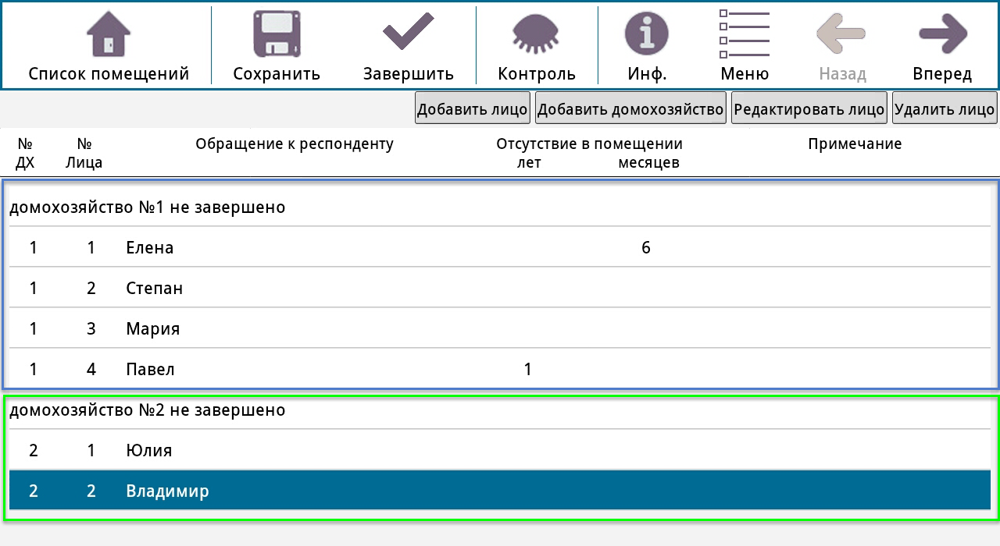 Список помещений Сохранить Завершить Контроль Инф. Меню Назад Вперед
Добавить лицо Добавить домохозяйство Редактировать лицо Удалить лицо
№ № Обращение к респонденту Отсутствие в помещении Примечание
ДХ Лица лет месяцев
домохозяйство №1 не завершено
1 1 Елена 6
1 2 Степан
1 3 Мария
1 4 Павел 1
домохозяйство №2 не завершено
2 1 Юлия
2 2 Владимир